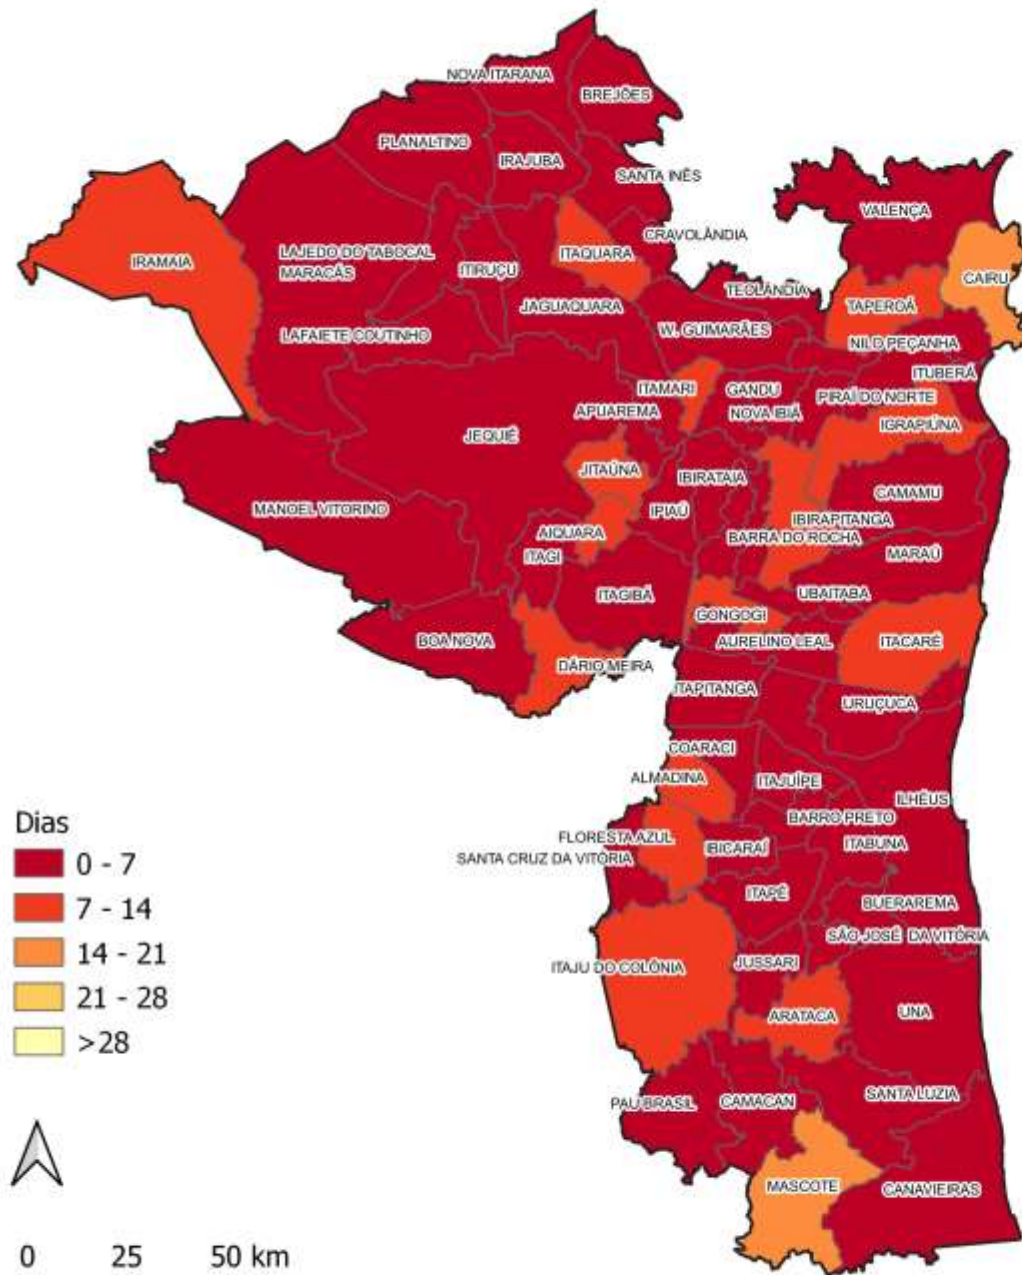 NOVA ITARANA
BREJÕES
PLANALTINO
IRAJUBA
SANTA INÊS
VALENÇA
CRAVOLÂNDIA
ITAQUARA
IRAMAIA
LAJEDO DO TABOCAL
MARACÁS
ITIRUÇU
CAIRU
TEOLÂNDIA
JAGUAQUARA
TAPEROÁ
W. GUIMARÃES
LAFAIETE COUTINHO
NILO PEÇANHA
ITUBERÁ
ITAMARI
GANDU
PIRAÍ DO NORTE
APUAREMA
NOVA IBIÁ
IGRAPIÚNA
JEQUIÉ
JITAÚNA
IBIRATAIA
CAMAMU
MANOEL VITORINO
IPIAÚ
IBIRAPITANGA
AIQUARA
BARRA DO ROCHA
ITAGI
MARAÚ
ITAGIBÁ
UBAITABA
GONGOGI
BOA NOVA
AURELINO LEAL
ITACARÉ
DÁRIO MEIRA
ITAPITANGA
URUÇUCA
COARACI
ALMADINA
ITAJUÍPE
ILHÉUS
BARRO PRETO
FLORESTA AZUL
IBICARAÍ
ITABUNA
SANTA CRUZ DA VITÓRIA
ITAPÉ
BUERAREMA
SÃO JOSÉ DA VITÓRIA
ITAJU DO COLÔNIA
JUSSARI
ARATACA
UNA
PAU BRASIL
CAMACAN
SANTA LUZIA
MASCOTE
CANAVIEIRAS
Dias
0 - 7
7 - 14
14 - 21
21 - 28
>28
0 25 50 km